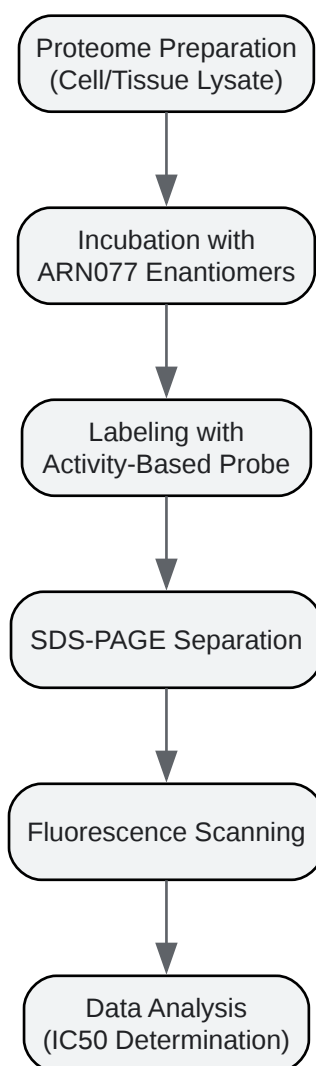 Proteome Preparation
(Cell/Tissue Lysate)
Incubation with
ARN077 Enantiomers
Labeling with
Activity-Based Probe
SDS-PAGE Separation
Fluorescence Scanning
Data Analysis
(IC50 Determination)